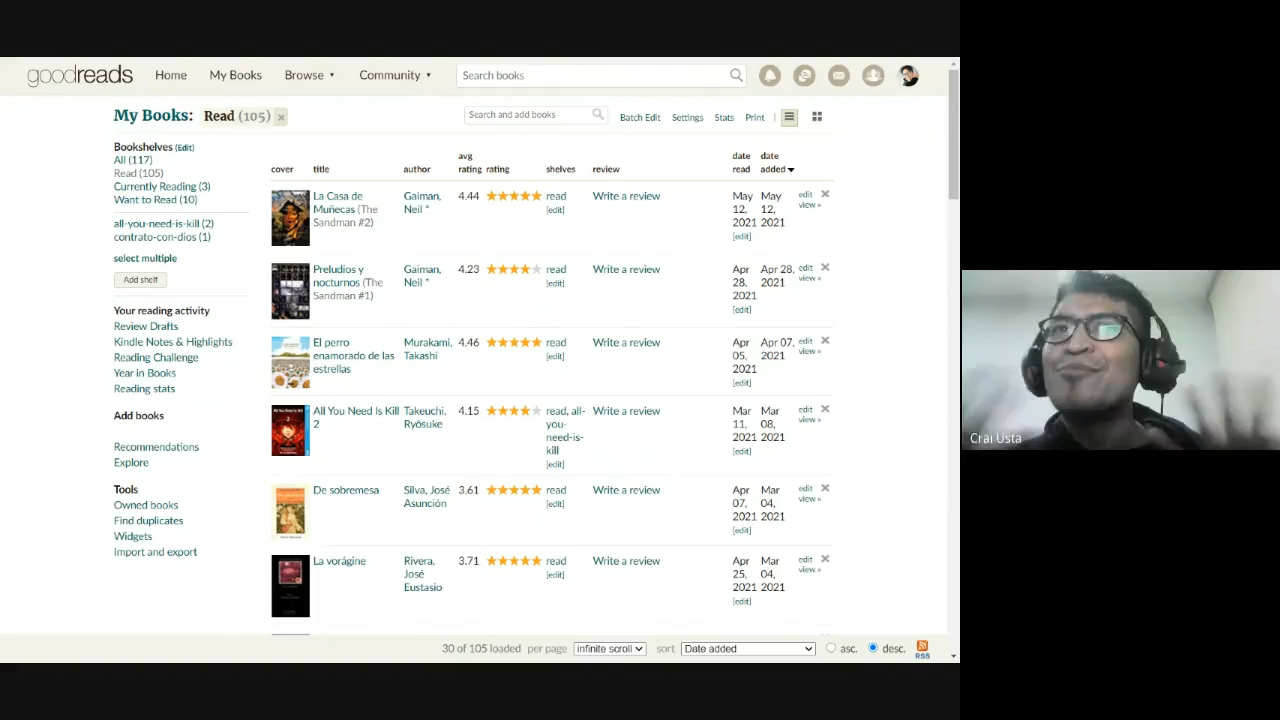 goodreads Home My Books Browse ▾ Community ▾ Search books
My Books: Read (105) x
Search and add books Batch Edit Settings Stats Print
Bookshelves (Edit)
All (117)
Read (105)
Currently Reading (3)
Want to Read (10)
all-you-need-is-kill (2)
contrato-con-dios (1)
select multiple
Add shelf
Your reading activity
Review Drafts
Kindle Notes & Highlights
Reading Challenge
Year in Books
Reading stats
Add books
Recommendations
Explore
Tools
Owned books
Find duplicates
Widgets
Import and export
avg date date
cover title author rating rating shelves review read added
La Casa de Gaiman, 4.44 read Write a review May May edit
Muñecas (The Neil * [edit] 12, 12, view »
Sandman #2) 2021 2021
[edit]
Preludios y Gaiman, 4.23 read Write a review Apr Apr 28, edit
nocturnos (The Neil * [edit] 28, 2021 view »
Sandman #1) 2021
[edit]
El perro Murakami, 4.46 read Write a review Apr Apr 07, edit
enamorado de las Takashi [edit] 05, 2021 view »
estrellas 2021
[edit]
All You Need Is Kill Takeuchi, 4.15 read, all- Write a review Mar Mar edit
2 Ryōsuke you- 11, 08, view »
need-is- 2021 2021
kill [edit]
[edit]
De sobremesa Silva, José 3.61 read Write a review Apr Mar edit
Asunción [edit] 07, 04, view »
2021 2021
[edit]
La vorágine Rivera, 3.71 read Write a review Apr Mar edit
José [edit] 25, 04, view »
Eustasio 2021 2021
[edit]
30 of 105 loaded per page infinite scroll sort Date added asc. desc. RSS
Crai Usta